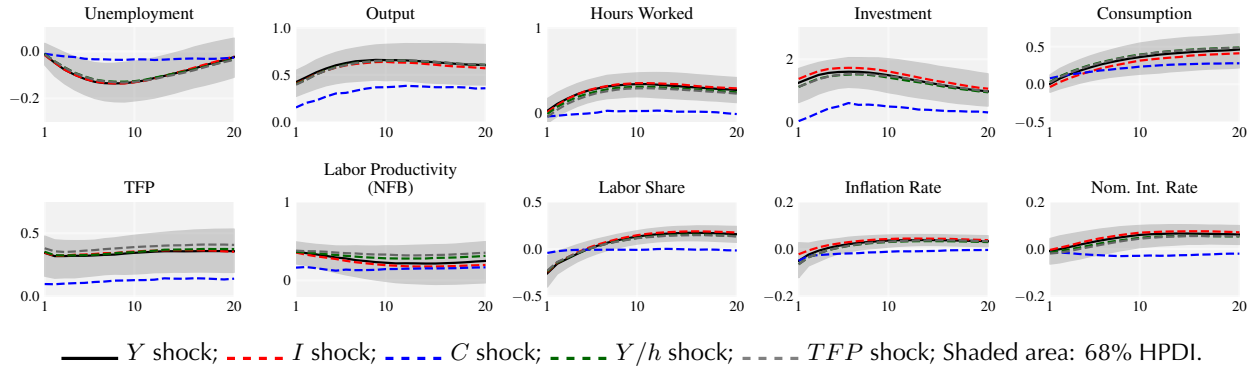 Unemployment
Output
Hours Worked
Investment
Consumption
0.0
−0.2
1 10 20
1.0
0.5
0.0
1 10 20
1
0
1 10 20
2
0
1 10 20
0.5
0.0
−0.5
1 10 20
TFP
Labor Productivity
(NFB)
Labor Share
Inflation Rate
Nom. Int. Rate
0.5
0.0
1 10 20
1
0
1 10 20
0.5
0.0
−0.5
1 10 20
0.2
0.0
−0.2
1 10 20
0.2
0.0
−0.2
1 10 20
Y shock; I shock; C shock; Y/h shock; TFP shock; Shaded area: 68% HPDI.